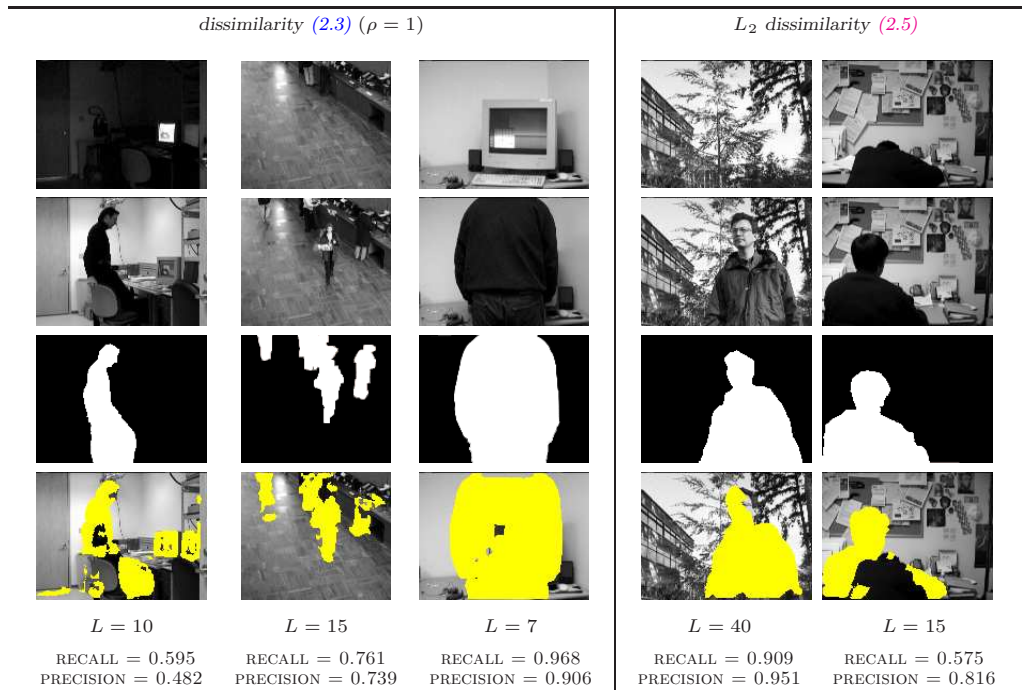 dissimilarity (2.3) (ρ = 1)
L₂ dissimilarity (2.5)
L = 10
L = 15
L = 7
L = 40
L = 15
RECALL = 0.595
RECALL = 0.761
RECALL = 0.968
RECALL = 0.909
RECALL = 0.575
PRECISION = 0.482
PRECISION = 0.739
PRECISION = 0.906
PRECISION = 0.951
PRECISION = 0.816